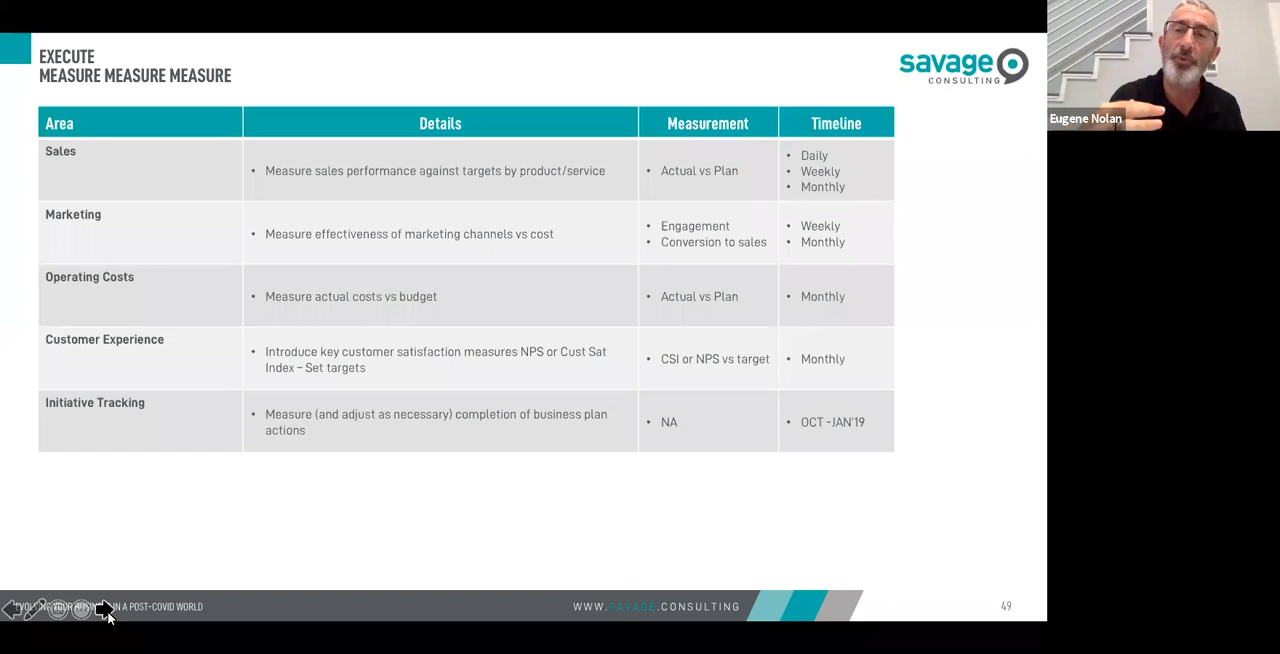 EXECUTE
MEASURE MEASURE MEASURE
savage
CONSULTING
Eugene Nolan
Area
Details
Measurement
Timeline
Sales
• Measure sales performance against targets by product/service
• Actual vs Plan
• Daily
• Weekly
• Monthly
Marketing
• Measure effectiveness of marketing channels vs cost
• Engagement
• Conversion to sales
• Weekly
• Monthly
Operating Costs
• Measure actual costs vs budget
• Actual vs Plan
• Monthly
Customer Experience
• Introduce key customer satisfaction measures NPS or Cust Sat
Index – Set targets
• CSI or NPS vs target
• Monthly
Initiative Tracking
• Measure (and adjust as necessary) completion of business plan
actions
• NA
• OCT -JAN'19
IN A POST-COVID WORLD
WWW.SAVAGE.CONSULTING
49